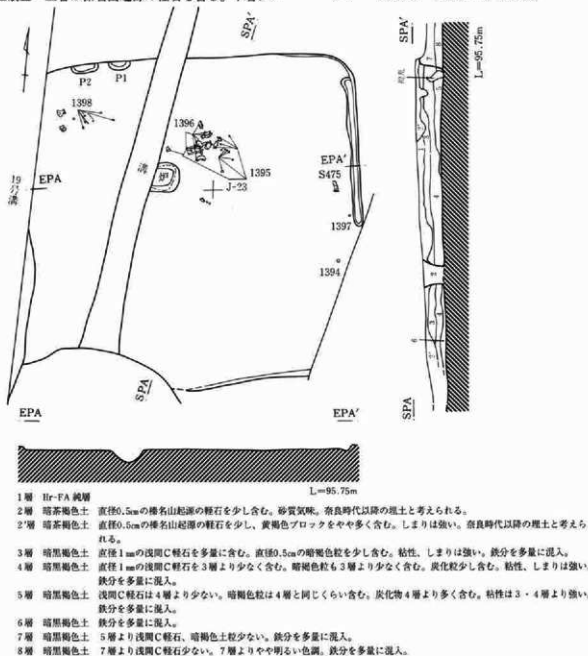 SPA′
SPA′
L=95.75m
P2
P1
1398
1396
炉
1395
J-23
EPA
EPA′
S475
19号溝
溝
1397
1394
SPA
SPA
EPA
EPA′
L=95.75m
1層 Hr-FA 純層
2層 暗茶褐色土 直径0.5cmの榛名山起源の軽石を少し含む。砂質気味。奈良時代以降の埋土と考えられる。
2′層 暗茶褐色土 直径0.5cmの榛名山起源の軽石を少し、黄褐色ブロックをやや多く含む。しまりは強い。奈良時代以降の埋土と考えら
れる。
3層 暗黒褐色土 直径1mmの浅間C軽石を多量に含む。直径0.5cmの暗褐色粒を少し含む。粘性、しまりは強い。鉄分を多量に混入。
4層 暗黒褐色土 直径1mmの浅間C軽石を3層より少なく含む。暗褐色粒も3層より少なく含む。炭化粒少し含む。粘性、しまりは強い。
鉄分を多量に混入。
5層 暗黒褐色土 浅間C軽石は4層より少ない。暗褐色粒は4層と同じくらい含む。炭化物4層より多く含む。粘性は3・4層より強い。
鉄分を多量に混入。
6層 暗黒褐色土 鉄分を多量に混入。
7層 暗黒褐色土 5層より浅間C軽石、暗褐色土粒少ない。鉄分を多量に混入。
8層 暗黒褐色土 7層より浅間C軽石少ない。7層よりやや明るい色調。鉄分を多量に混入。